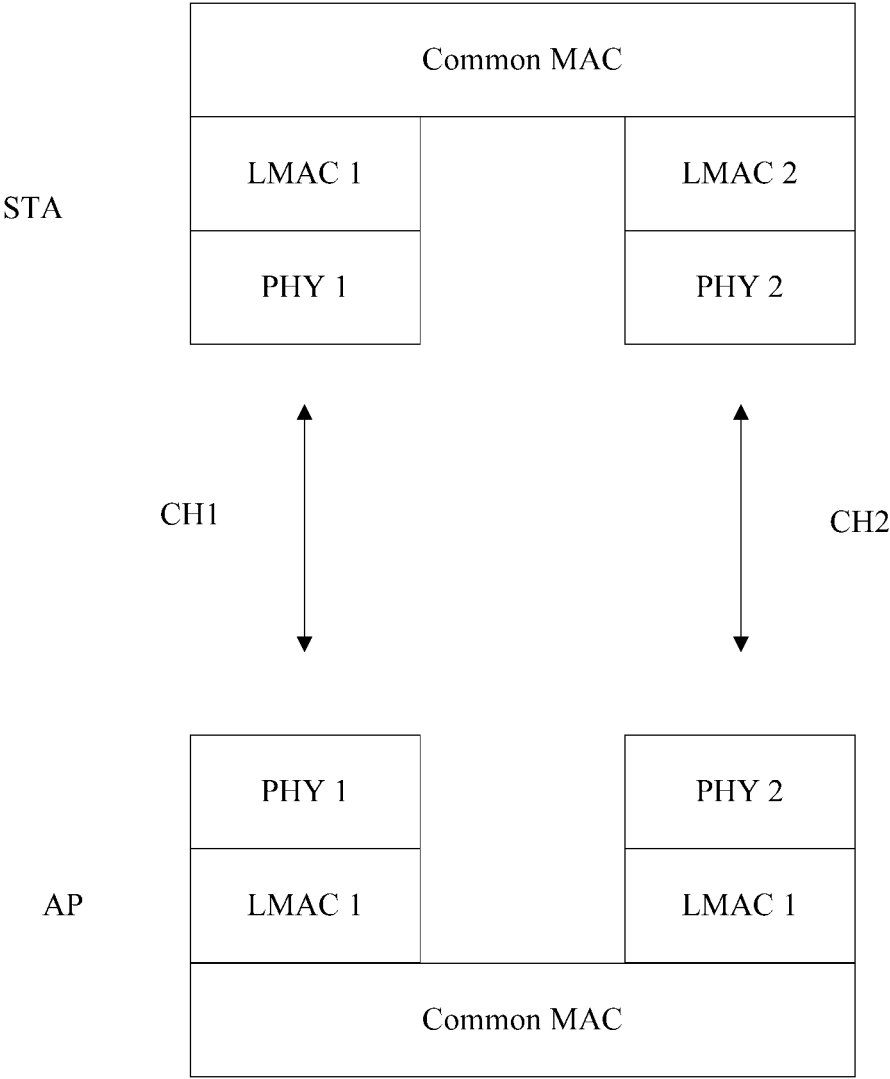 Common MAC
LMAC 1
LMAC 2
STA
PHY 1
PHY 2
CH1
CH2
PHY 1
PHY 2
AP
LMAC 1
LMAC 1
Common MAC